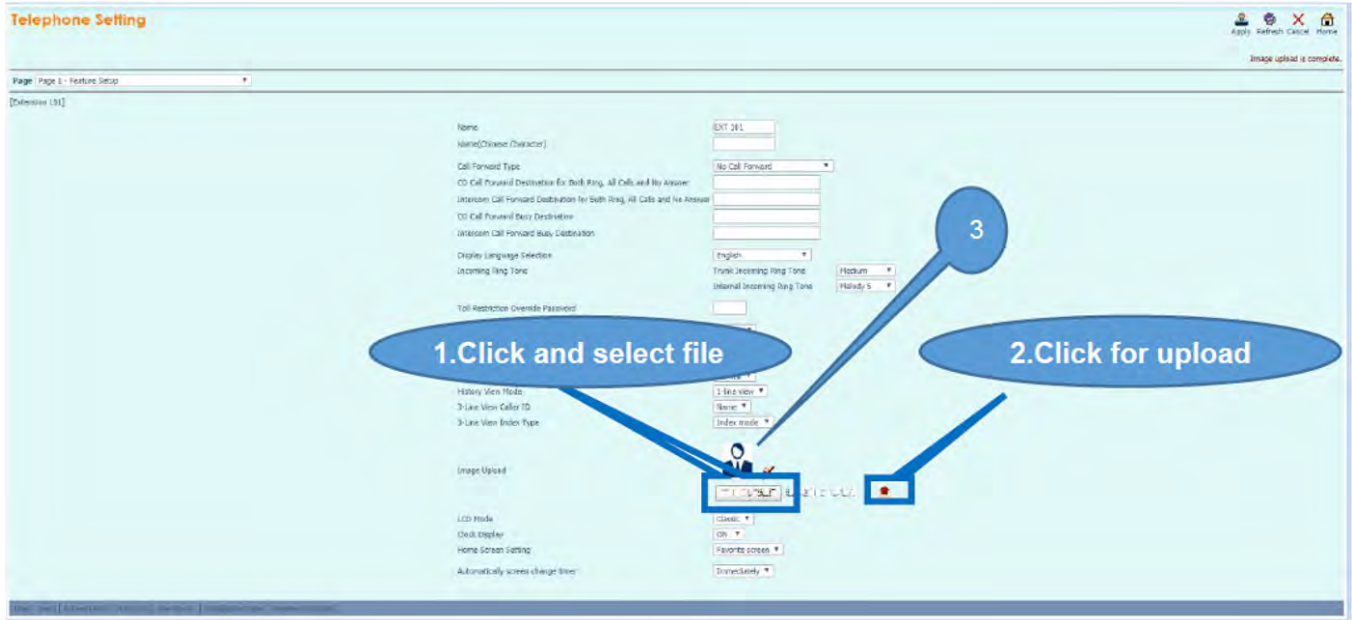 Telephone Setting
Apply Refresh Cancel Home
Image upload is complete.
Page Page 1 - Feature Setup
[Extension 101]
Name EXT 101
Name(Chinese Character)
Call Forward Type No Call Forward
CO Call Forward Destination for Both Ring, All Calls and No Answer
Intercom Call Forward Destination for Both Ring, All Calls and No Answer
CO Call Forward Busy Destination
Intercom Call Forward Busy Destination
3
Display Language Selection English
Incoming Ring Tone Trunk Incoming Ring Tone Medium
Internal Incoming Ring Tone Melody 5
Toll Restriction Override Password
1.Click and select file
2.Click for upload
History View Mode 1-line view
3-Line View Caller ID Name
3-Line View Index Type Index mode
Image Upload
LCD Mode Classic
Clock Display ON
Home Screen Setting Favorite screen
Automatically screen change timer Immediately